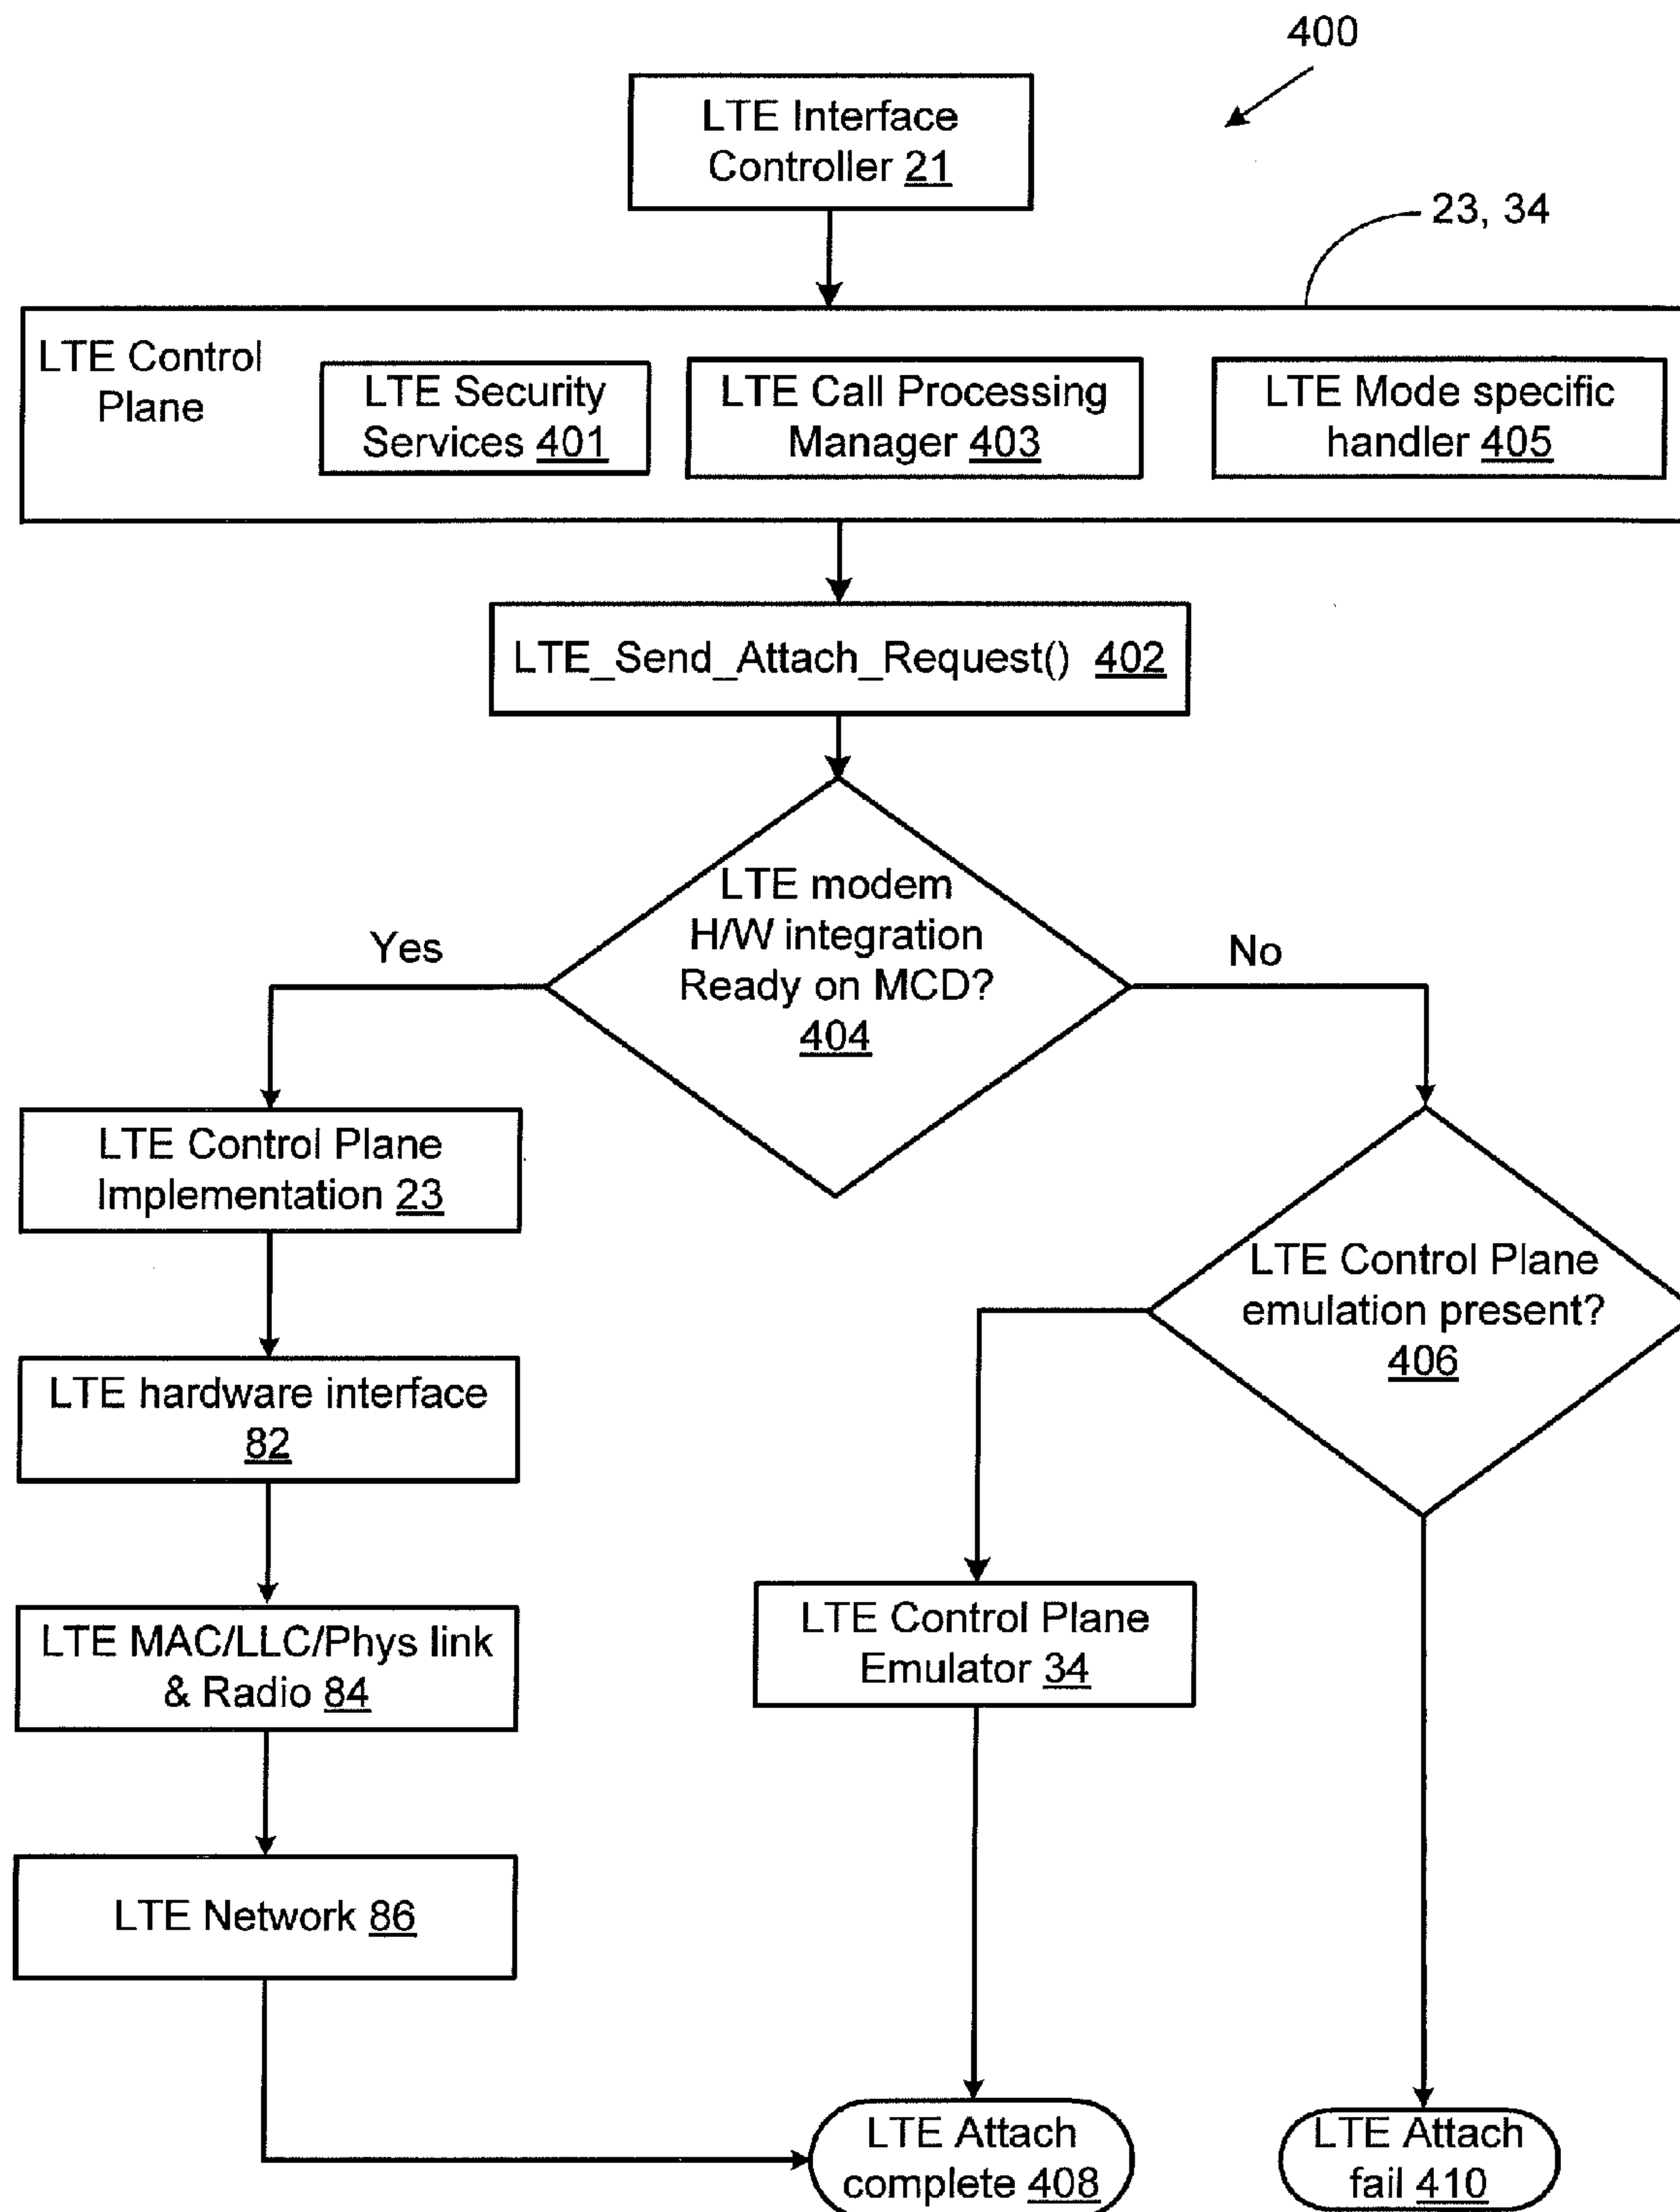 400
LTE Interface
Controller 21
23, 34
LTE Control
Plane
LTE Security
Services 401
LTE Call Processing
Manager 403
LTE Mode specific
handler 405
LTE_Send_Attach_Request() 402
LTE modem
H/W integration
Ready on MCD?
404
Yes
No
LTE Control Plane
Implementation 23
LTE Control Plane
emulation present?
406
LTE hardware interface
82
LTE Control Plane
Emulator 34
LTE MAC/LLC/Phys link
& Radio 84
LTE Network 86
LTE Attach
complete 408
LTE Attach
fail 410